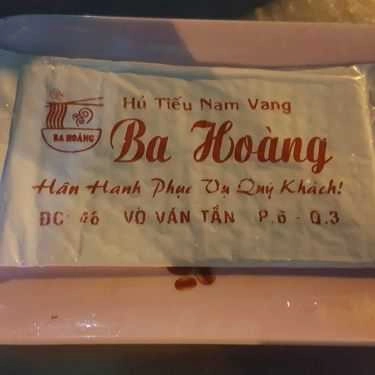 Hủ Tiếu Nam Vang
BA HOÀNG
Ba Hoàng
Hân Hạnh Phục Vụ Quý Khách!
ĐC: 46 VÕ VĂN TẦN P.6 - Q.3